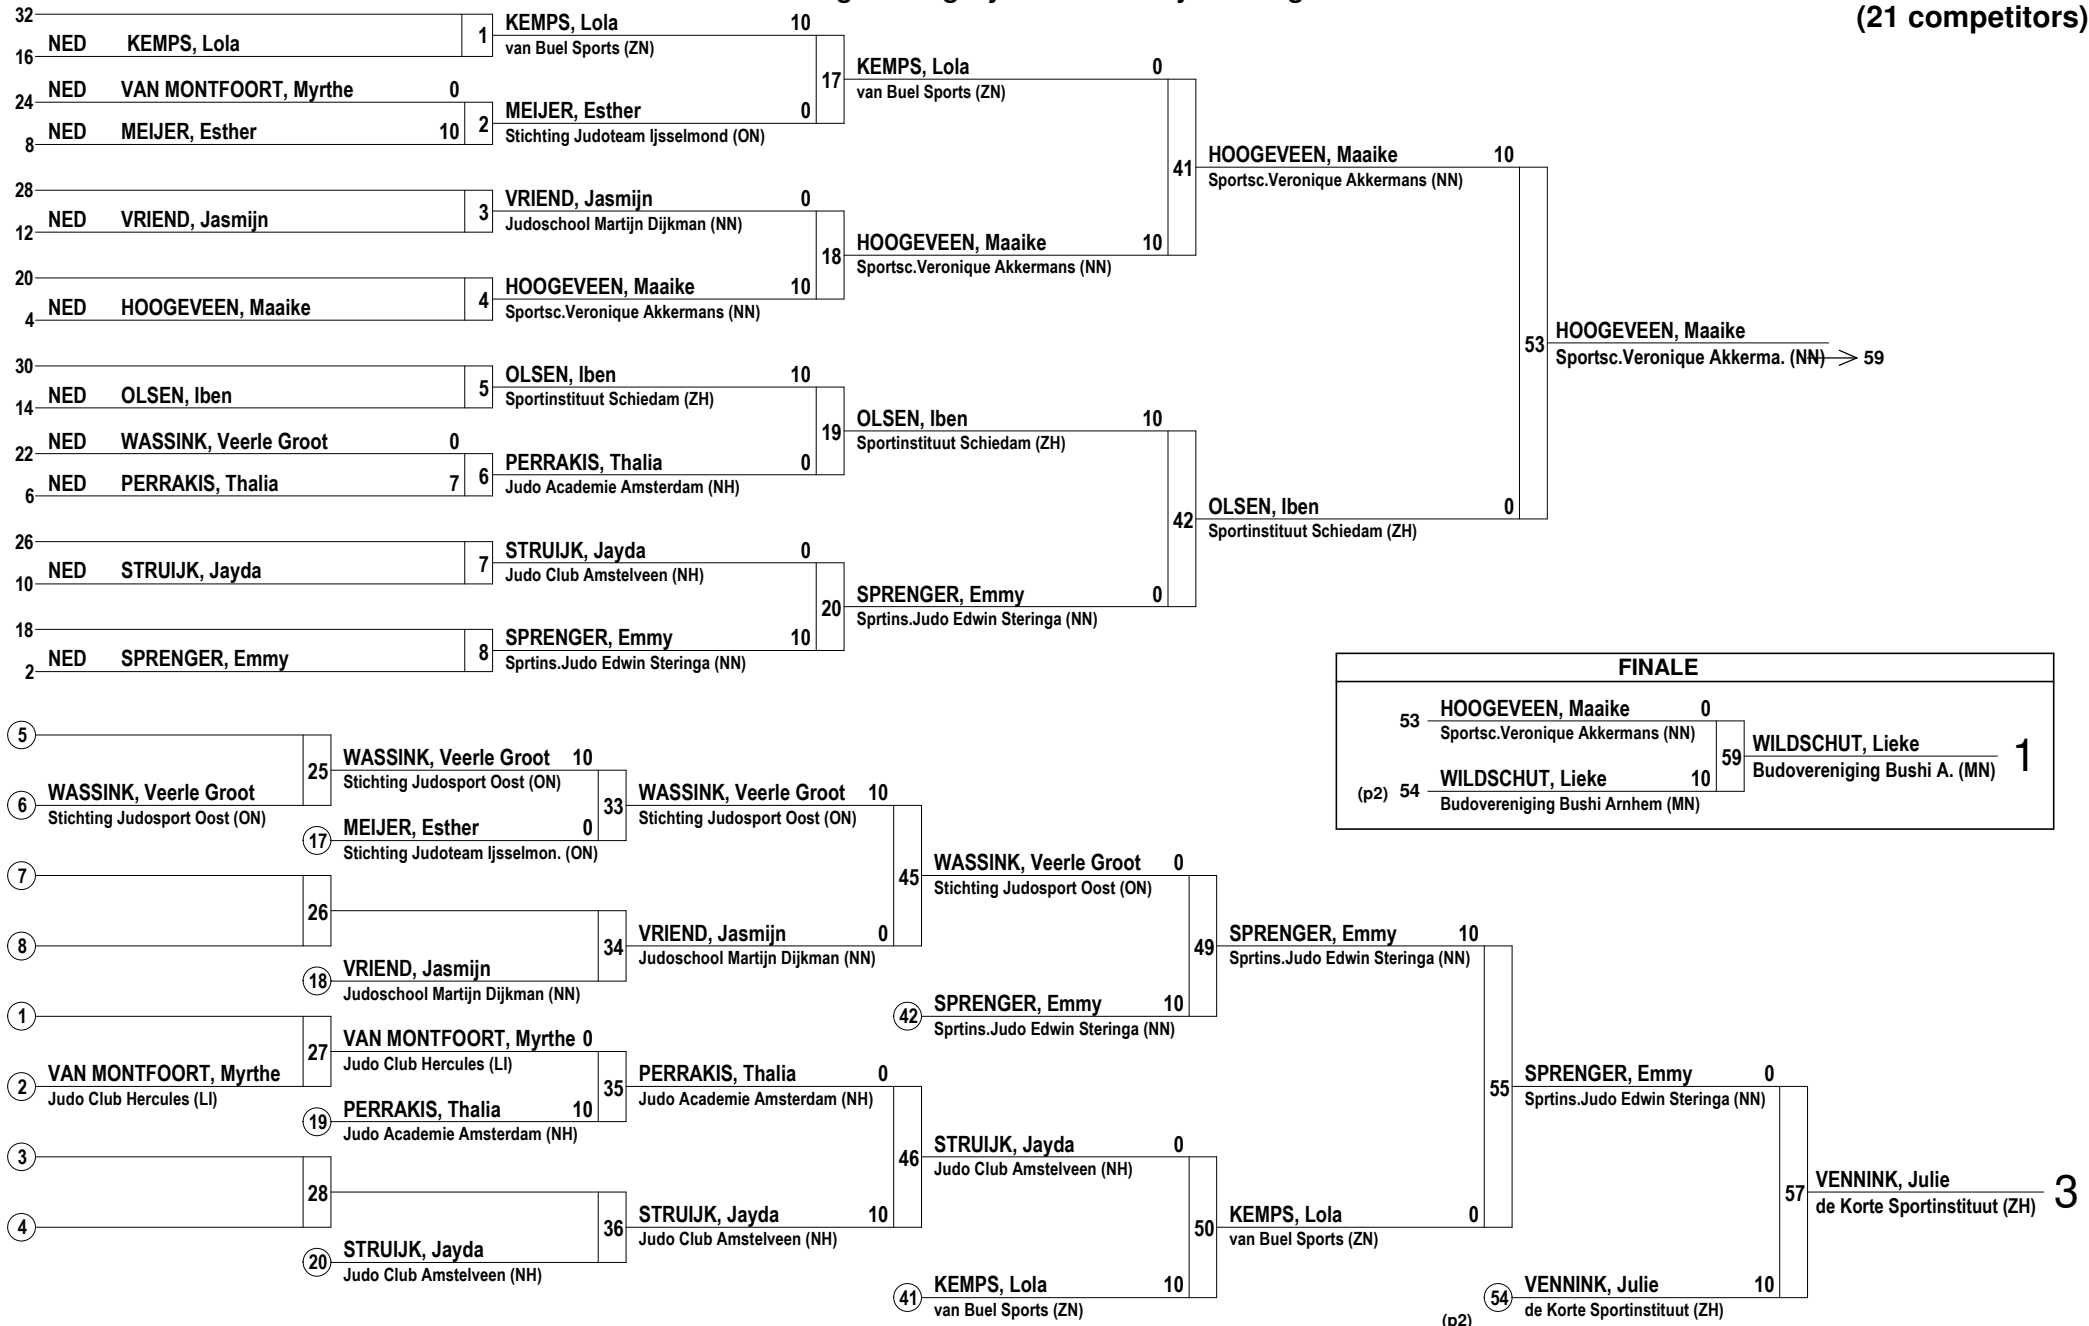 (21 competitors)
32
16 NED KEMPS, Lola
1
KEMPS, Lola 10
van Buel Sports (ZN)
24 NED VAN MONTFOORT, Myrthe 0
8 NED MEIJER, Esther 10
2
MEIJER, Esther 0
Stichting Judoteam Ijsselmond (ON)
17
KEMPS, Lola 0
van Buel Sports (ZN)
28
12 NED VRIEND, Jasmijn
3
VRIEND, Jasmijn 0
Judoschool Martijn Dijkman (NN)
20
4 NED HOOGEVEEN, Maaike
4
HOOGEVEEN, Maaike 10
Sportsc.Veronique Akkermans (NN)
18
HOOGEVEEN, Maaike 10
Sportsc.Veronique Akkermans (NN)
41
HOOGEVEEN, Maaike 10
Sportsc.Veronique Akkermans (NN)
30
14 NED OLSEN, Iben
5
OLSEN, Iben 10
Sportinstituut Schiedam (ZH)
22 NED WASSINK, Veerle Groot 0
6 NED PERRAKIS, Thalia 7
6
PERRAKIS, Thalia 0
Judo Academie Amsterdam (NH)
19
OLSEN, Iben 10
Sportinstituut Schiedam (ZH)
26
10 NED STRUIJK, Jayda
7
STRUIJK, Jayda 0
Judo Club Amstelveen (NH)
18
2 NED SPRENGER, Emmy
8
SPRENGER, Emmy 10
Sprtins.Judo Edwin Steringa (NN)
20
SPRENGER, Emmy 0
Sprtins.Judo Edwin Steringa (NN)
42
OLSEN, Iben 0
Sportinstituut Schiedam (ZH)
53
HOOGEVEEN, Maaike
Sportsc.Veronique Akkerma. (NN) 59
FINALE
53 HOOGEVEEN, Maaike 0
Sportsc.Veronique Akkermans (NN)
(p2) 54 WILDSCHUT, Lieke 10
Budovereniging Bushi Arnhem (MN)
59
WILDSCHUT, Lieke
Budovereniging Bushi A. (MN)
1
5
6 WASSINK, Veerle Groot
Stichting Judosport Oost (ON)
25
WASSINK, Veerle Groot 10
Stichting Judosport Oost (ON)
17 MEIJER, Esther 0
Stichting Judoteam Ijsselmon. (ON)
33
WASSINK, Veerle Groot 10
Stichting Judosport Oost (ON)
7
8
26
18 VRIEND, Jasmijn
Judoschool Martijn Dijkman (NN)
34
VRIEND, Jasmijn 0
Judoschool Martijn Dijkman (NN)
45
WASSINK, Veerle Groot 0
Stichting Judosport Oost (ON)
42 SPRENGER, Emmy 10
Sprtins.Judo Edwin Steringa (NN)
49
SPRENGER, Emmy 10
Sprtins.Judo Edwin Steringa (NN)
1
2 VAN MONTFOORT, Myrthe
Judo Club Hercules (LI)
27
VAN MONTFOORT, Myrthe 0
Judo Club Hercules (LI)
19 PERRAKIS, Thalia 10
Judo Academie Amsterdam (NH)
35
PERRAKIS, Thalia 0
Judo Academie Amsterdam (NH)
3
4
28
20 STRUIJK, Jayda
Judo Club Amstelveen (NH)
36
STRUIJK, Jayda 10
Judo Club Amstelveen (NH)
46
STRUIJK, Jayda 0
Judo Club Amstelveen (NH)
41 KEMPS, Lola 10
van Buel Sports (ZN)
50
KEMPS, Lola 0
van Buel Sports (ZN)
55
SPRENGER, Emmy 0
Sprtins.Judo Edwin Steringa (NN)
(p2) 54 VENNINK, Julie 10
de Korte Sportinstituut (ZH)
57
VENNINK, Julie
de Korte Sportinstituut (ZH)
3